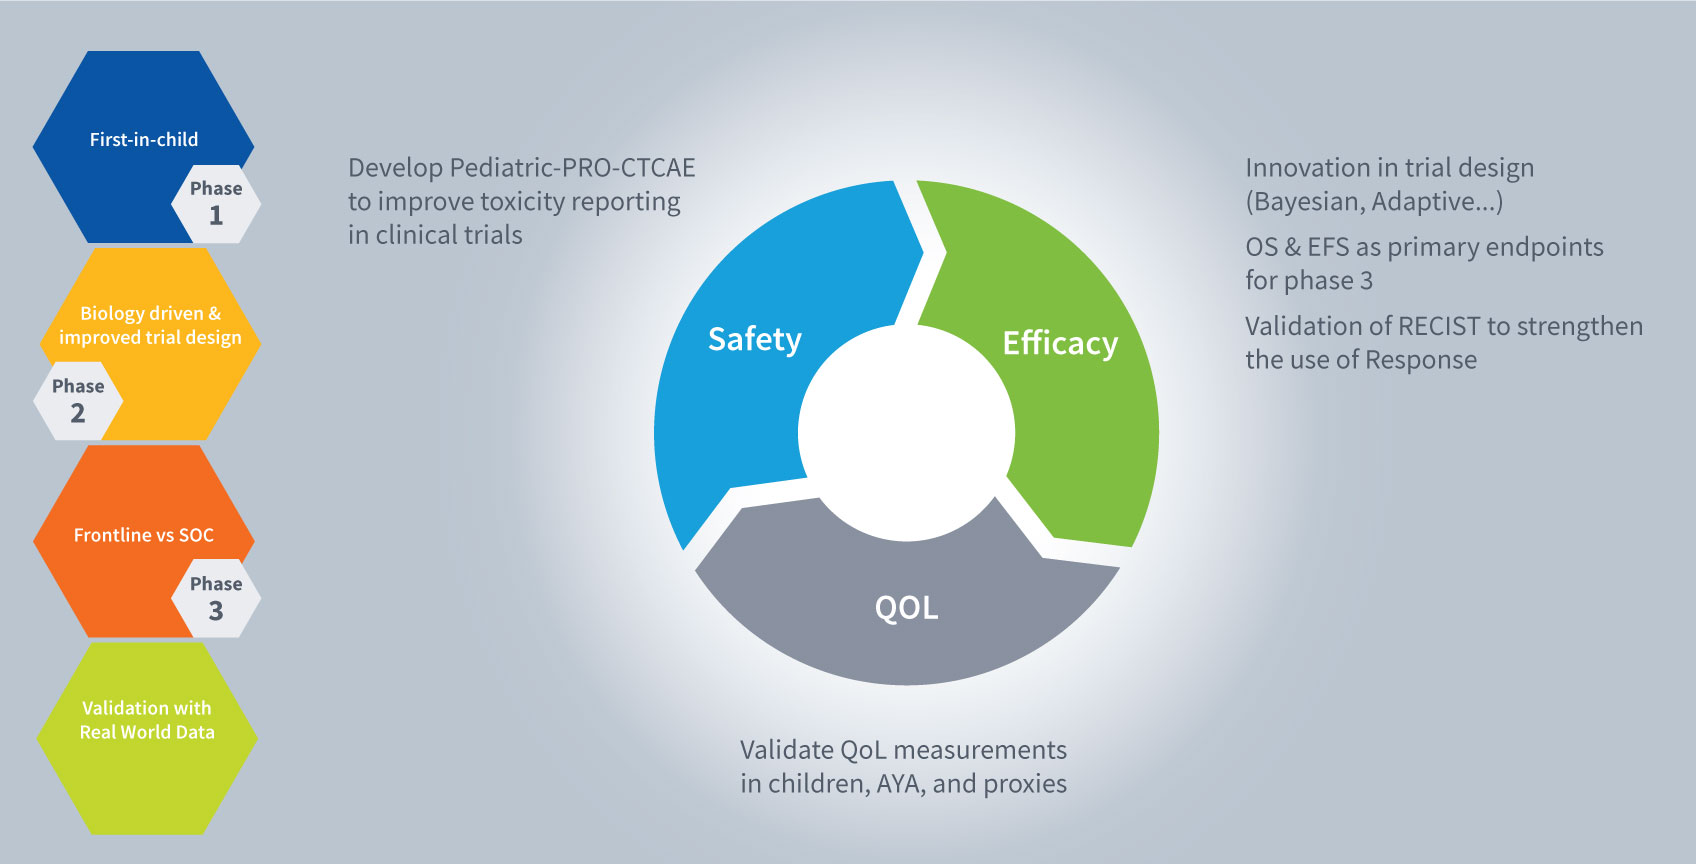 First-in-child
Phase
1
Biology driven &
improved trial design
Phase
2
Frontline vs SOC
Phase
3
Validation with
Real World Data
Develop Pediatric-PRO-CTCAE
to improve toxicity reporting
in clinical trials
Safety
Efficacy
QOL
Innovation in trial design
(Bayesian, Adaptive...)
OS & EFS as primary endpoints
for phase 3
Validation of RECIST to strengthen
the use of Response
Validate QoL measurements
in children, AYA, and proxies